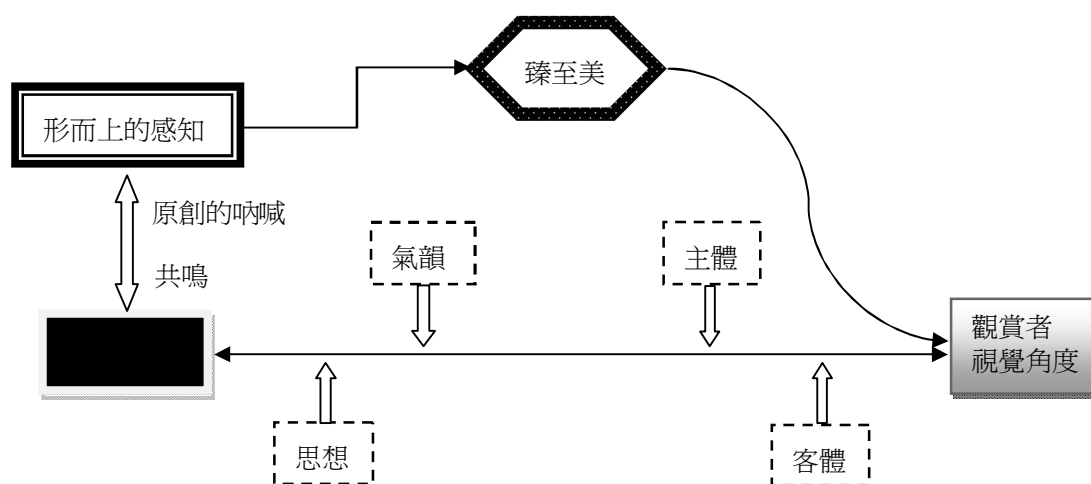 臻至美
形而上的感知
原創的吶喊
共鳴
氣韻
主體
觀賞者
視覺角度
思想
客體